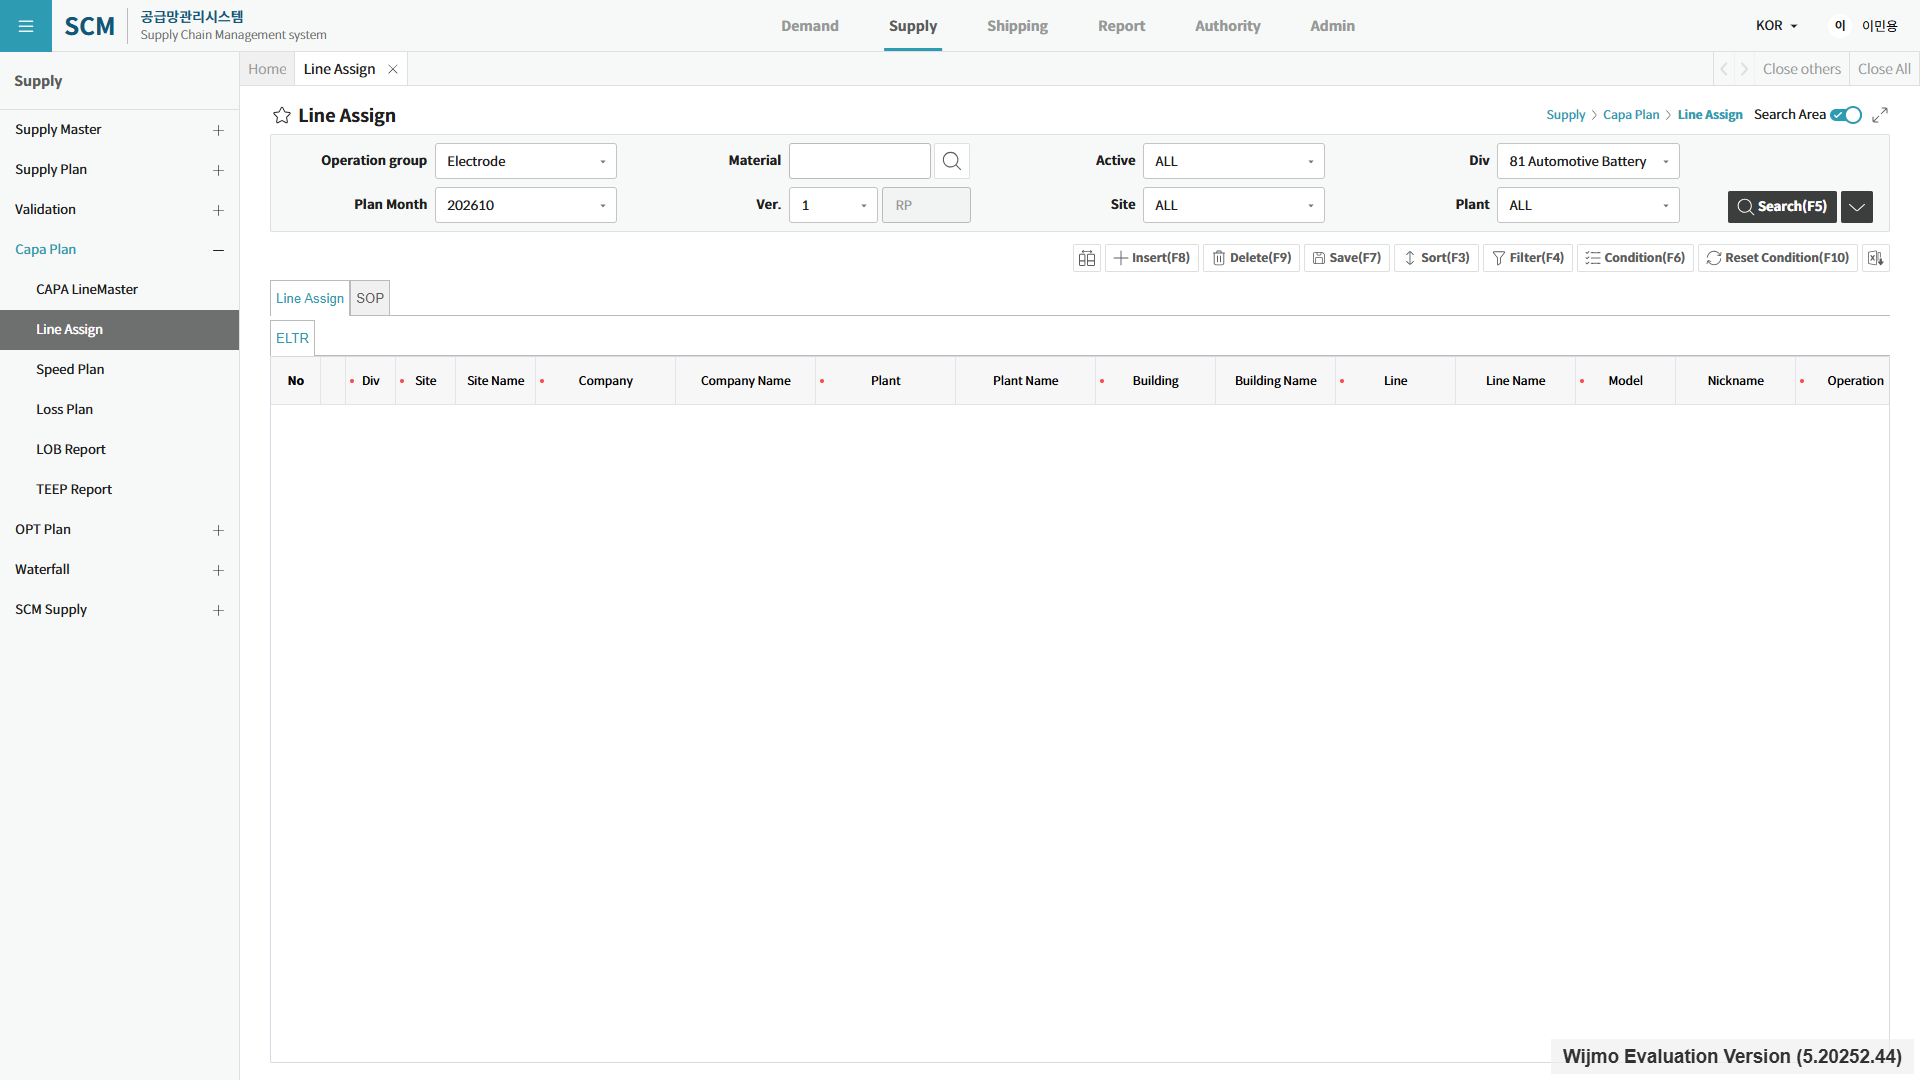 SCM
공급망관리시스템
Supply Chain Management system
Demand
Supply
Shipping
Report
Authority
Admin
KOR
이
이민용
Supply
Home
Line Assign
Close others
Close All
Supply Master
Supply Plan
Validation
Capa Plan
CAPA LineMaster
Line Assign
Speed Plan
Loss Plan
LOB Report
TEEP Report
OPT Plan
Waterfall
SCM Supply
Line Assign
Supply > Capa Plan > Line Assign
Search Area
Operation group
Electrode
Material
Active
ALL
Div
81 Automotive Battery
Plan Month
202610
Ver.
1
RP
Site
ALL
Plant
ALL
Search(F5)
Insert(F8)
Delete(F9)
Save(F7)
Sort(F3)
Filter(F4)
Condition(F6)
Reset Condition(F10)
Line Assign
SOP
ELTR
No
Div
Site
Site Name
Company
Company Name
Plant
Plant Name
Building
Building Name
Line
Line Name
Model
Nickname
Operation
Wijmo Evaluation Version (5.20252.44)